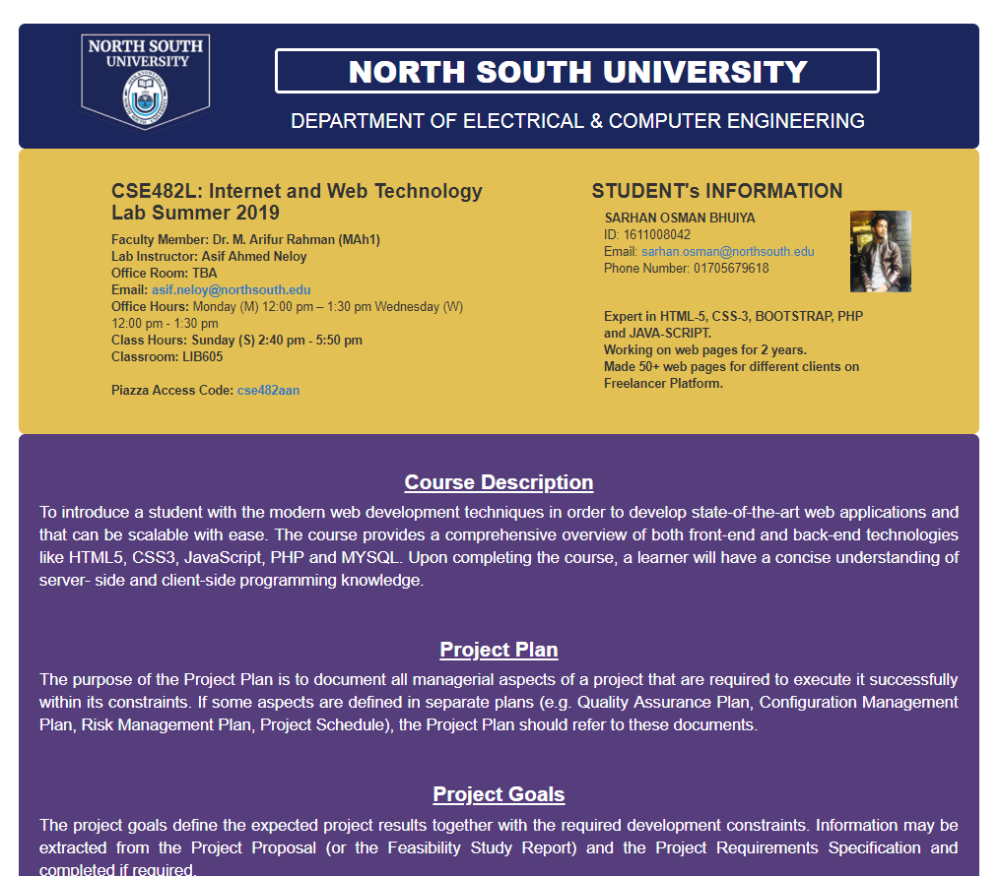 NORTH SOUTH
UNIVERSITY
NORTH SOUTH UNIVERSITY
DEPARTMENT OF ELECTRICAL & COMPUTER ENGINEERING
CSE482L: Internet and Web Technology
Lab Summer 2019
Faculty Member: Dr. M. Arifur Rahman (MAh1)
Lab Instructor: Asif Ahmed Neloy
Office Room: TBA
Email: asif.neloy@northsouth.edu
Office Hours: Monday (M) 12:00 pm – 1:30 pm Wednesday (W)
12:00 pm - 1:30 pm
Class Hours: Sunday (S) 2:40 pm - 5:50 pm
Classroom: LIB605
Piazza Access Code: cse482aan
STUDENT's INFORMATION
SARHAN OSMAN BHUIYA
ID: 1611008042
Email: sarhan.osman@northsouth.edu
Phone Number: 01705679618
Expert in HTML-5, CSS-3, BOOTSTRAP, PHP
and JAVA-SCRIPT.
Working on web pages for 2 years.
Made 50+ web pages for different clients on
Freelancer Platform.
Course Description
To introduce a student with the modern web development techniques in order to develop state-of-the-art web applications and
that can be scalable with ease. The course provides a comprehensive overview of both front-end and back-end technologies
like HTML5, CSS3, JavaScript, PHP and MYSQL. Upon completing the course, a learner will have a concise understanding of
server- side and client-side programming knowledge.
Project Plan
The purpose of the Project Plan is to document all managerial aspects of a project that are required to execute it successfully
within its constraints. If some aspects are defined in separate plans (e.g. Quality Assurance Plan, Configuration Management
Plan, Risk Management Plan, Project Schedule), the Project Plan should refer to these documents.
Project Goals
The project goals define the expected project results together with the required development constraints. Information may be
extracted from the Project Proposal (or the Feasibility Study Report) and the Project Requirements Specification and
completed if required.